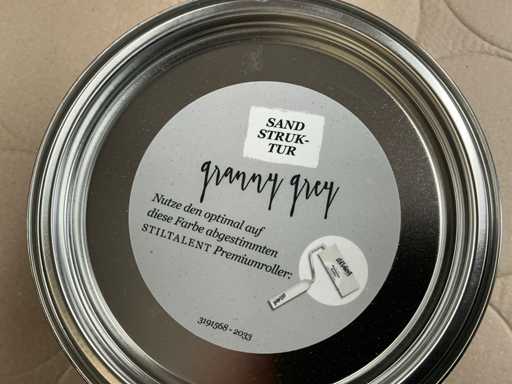 SAND
STRUK-
TUR
granny grey
Nutze den optimal auf
diese Farbe abgestimmten
STILTALENT Premiumroller:
3191568 - 2033